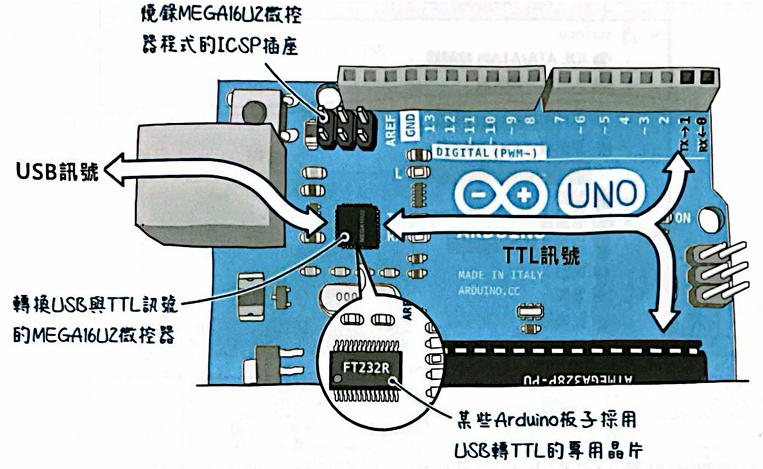 燒錄MEGA16U2微控
器程式的ICSP插座
AREF
GND
13
12
~11
~10
~9
8
7
~6
~5
4
~3
2
TX→1
RX←0
DIGITAL (PWM~)
L
USB訊號
UNO
ON
TTL訊號
MADE IN ITALY
ARDUINO.CC
轉換USB與TTL訊號
的MEGA16U2微控器
FT232R
ATMEGA328P-PU
某些Arduino板子採用
USB轉TTL的專用晶片